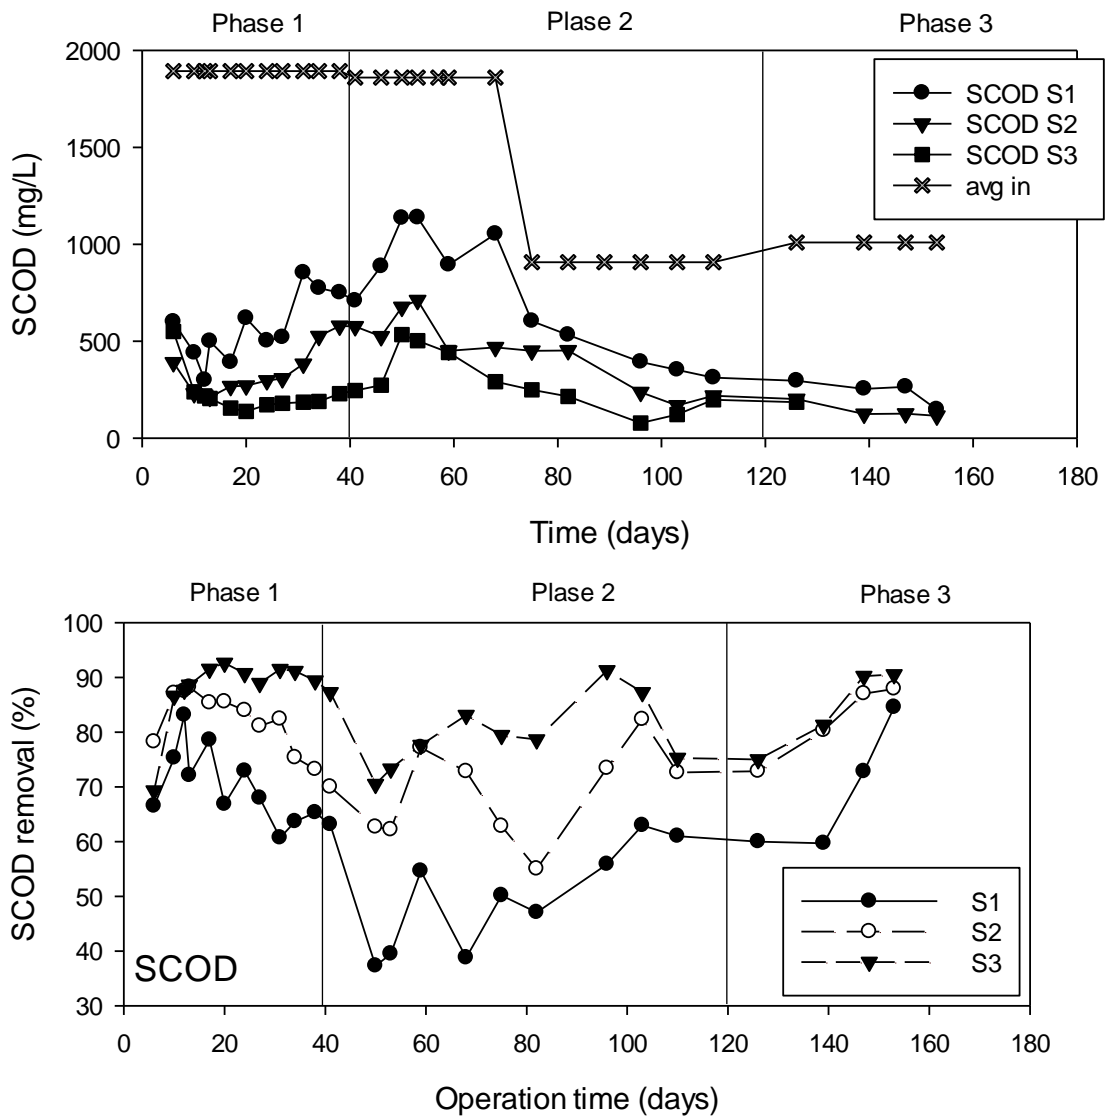 Phase 1
Plase 2
Phase 3
2000
1500
1000
500
0
SCOD (mg/L)
SCOD S1
SCOD S2
SCOD S3
avg in
0 20 40 60 80 100 120 140 160 180
Time (days)
Phase 1
Plase 2
Phase 3
100
90
80
70
60
50
40
30
SCOD removal (%)
SCOD
S1
S2
S3
0 20 40 60 80 100 120 140 160 180
Operation time (days)